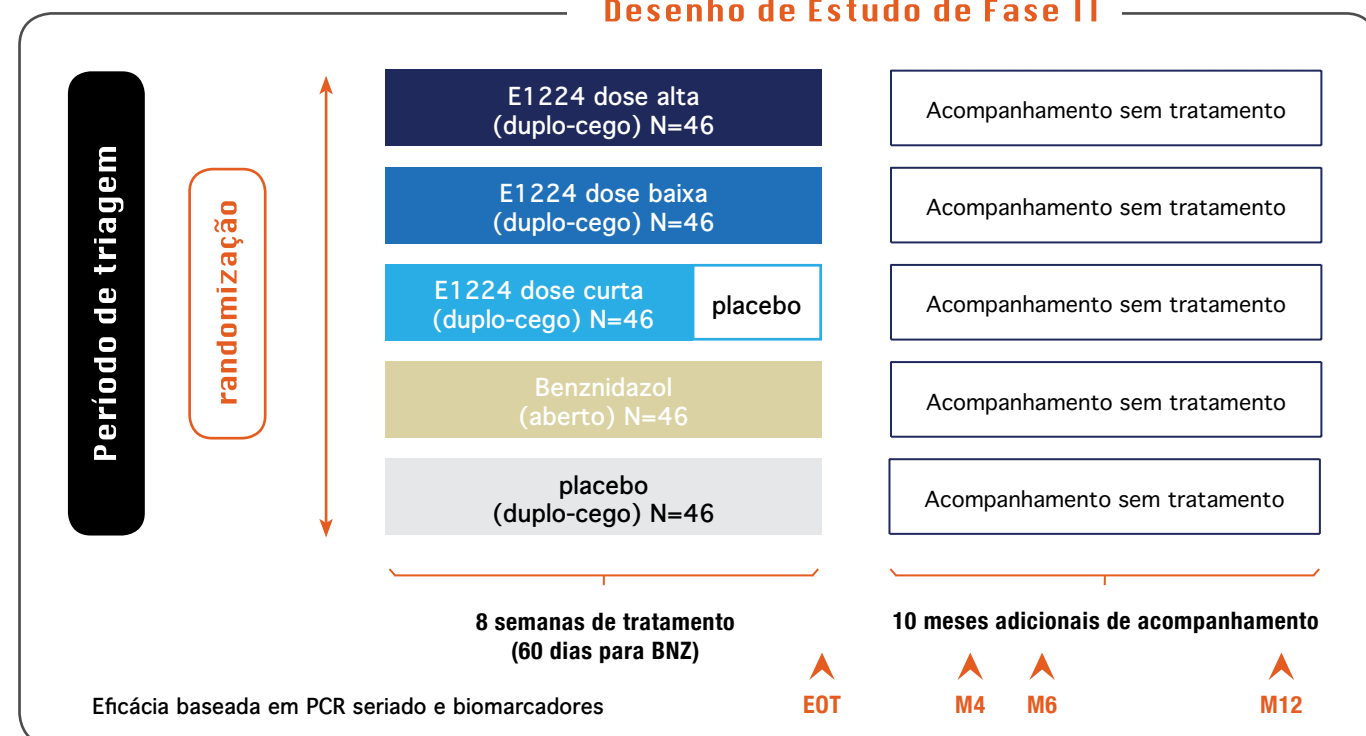 Desenho de Estudo de Fase II
Período de triagem
randomização
E1224 dose alta
(duplo-cego) N=46
Acompanhamento sem tratamento
E1224 dose baixa
(duplo-cego) N=46
Acompanhamento sem tratamento
E1224 dose curta
(duplo-cego) N=46
placebo
Acompanhamento sem tratamento
Benznidazol
(aberto) N=46
Acompanhamento sem tratamento
placebo
(duplo-cego) N=46
Acompanhamento sem tratamento
8 semanas de tratamento
(60 dias para BNZ)
10 meses adicionais de acompanhamento
Eficácia baseada em PCR seriado e biomarcadores
EOT
M4
M6
M12